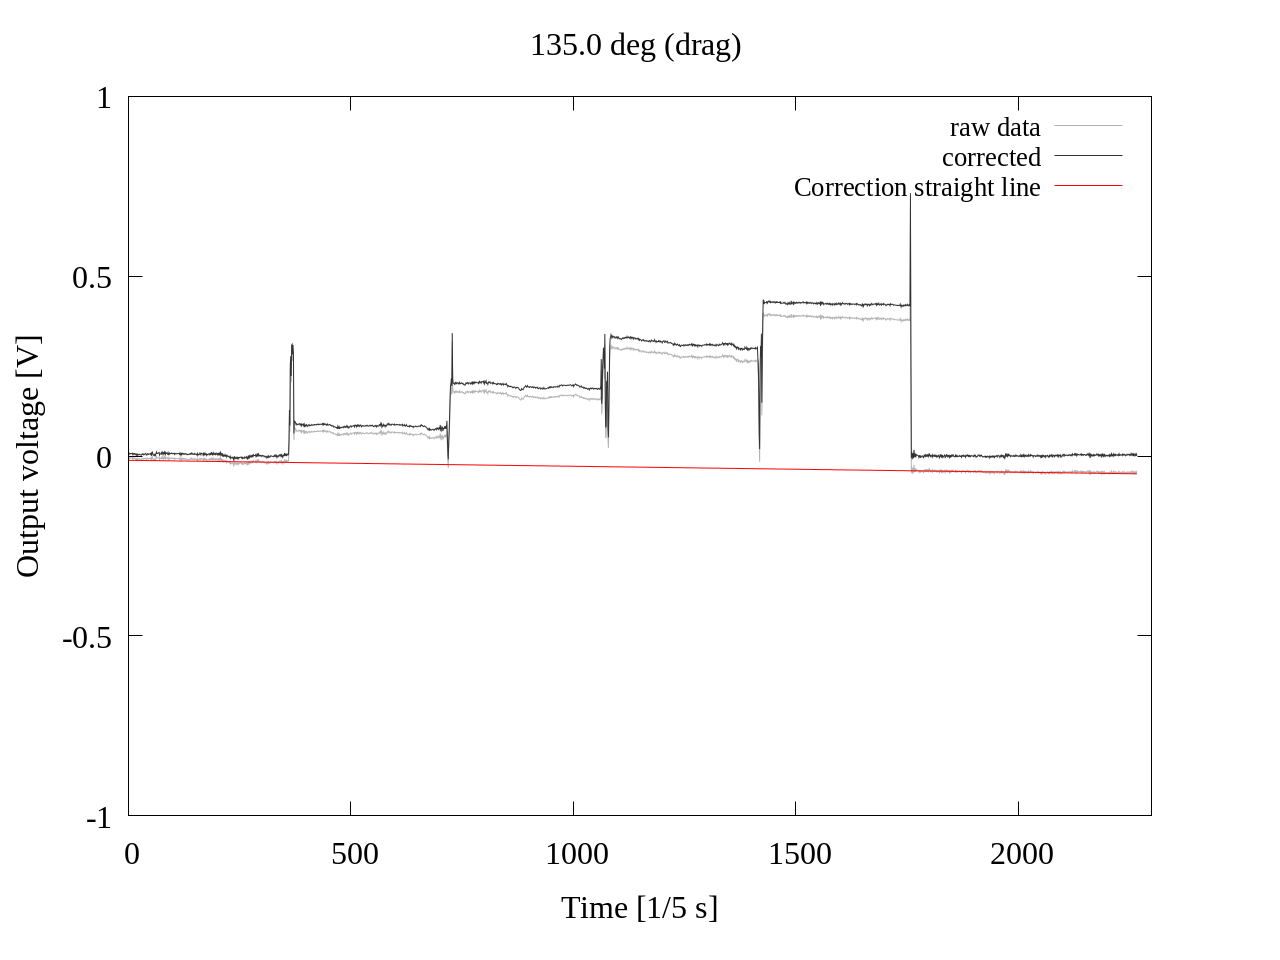 135.0 deg (drag)
raw data
corrected
Correction straight line
1
0.5
0
-0.5
-1
Output voltage [V]
0 500 1000 1500 2000
Time [1/5 s]